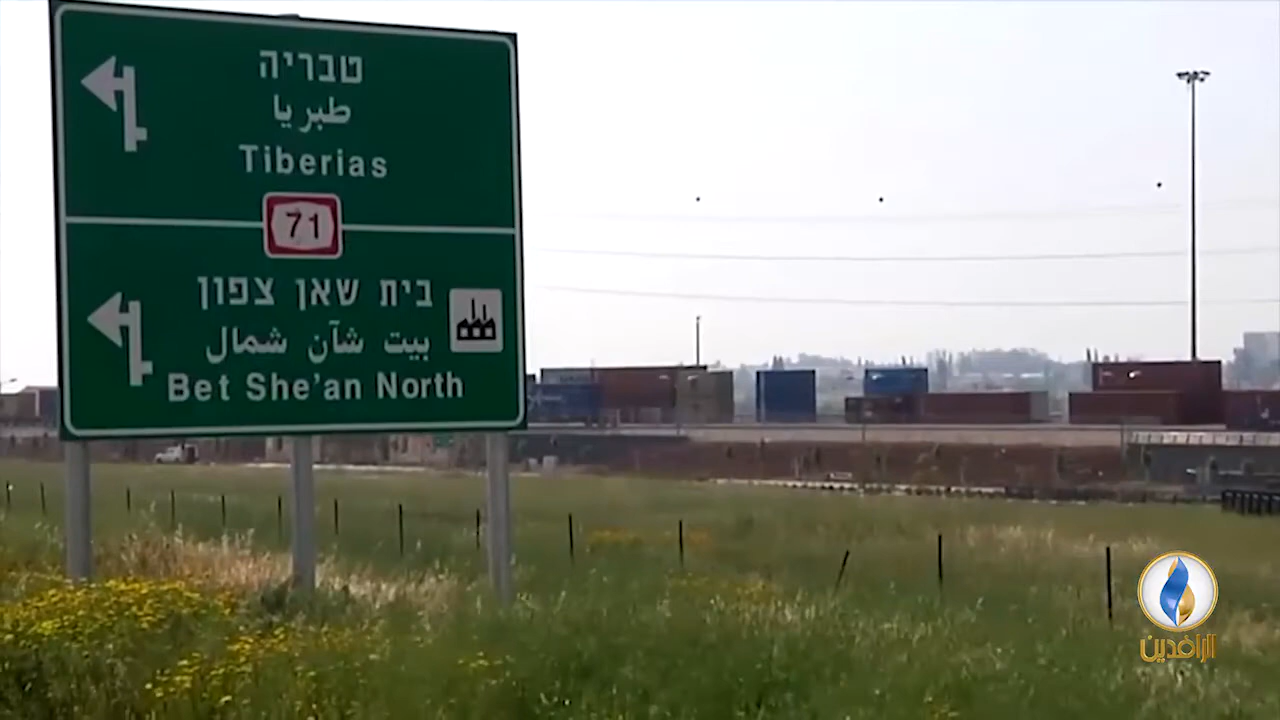 טבריה
طبريا
Tiberias
71
בית שאן צפון
بيت شآن شمال
Bet She'an North
الرافدين